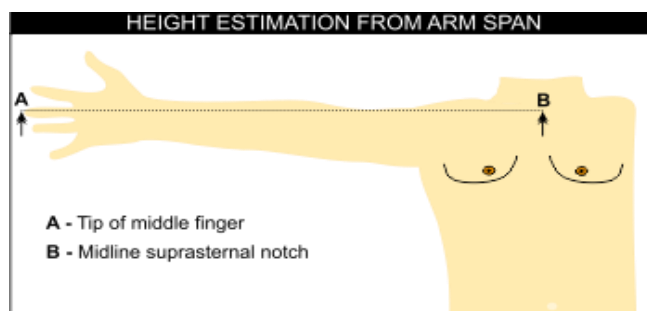 HEIGHT ESTIMATION FROM ARM SPAN
A B
A - Tip of middle finger
B - Midline suprasternal notch